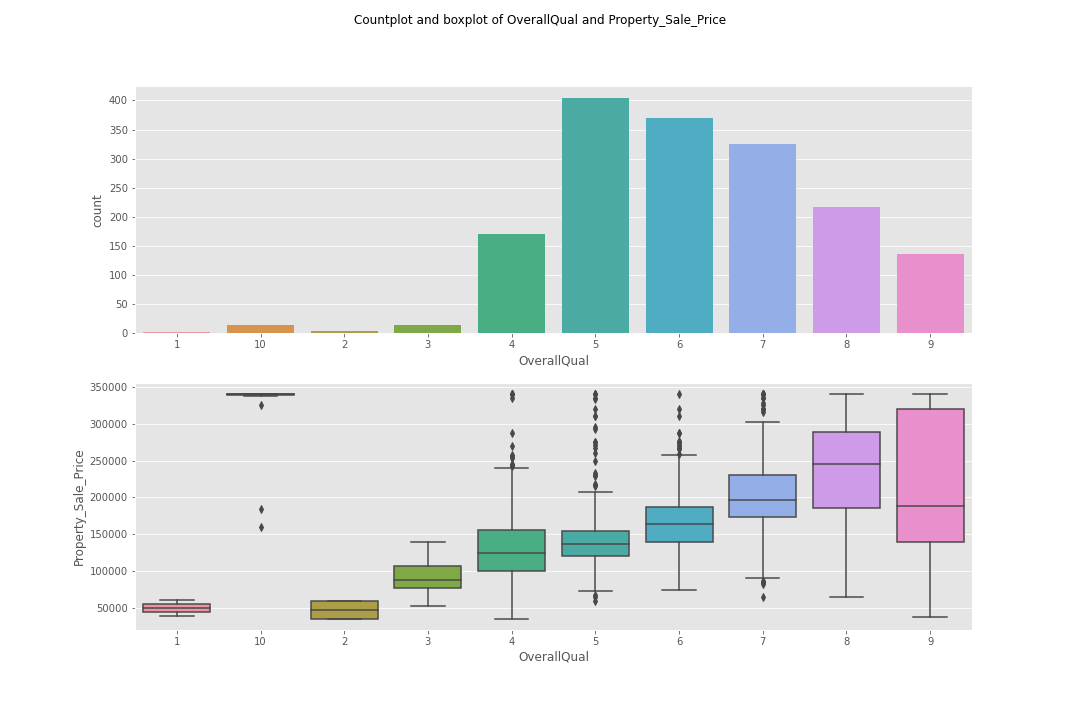 Countplot and boxplot of OverallQual and Property_Sale_Price
400
350
300
250
200
150
100
50
0
count
1 10 2 3 4 5 6 7 8 9
OverallQual
350000
300000
250000
200000
150000
100000
50000
Property_Sale_Price
1 10 2 3 4 5 6 7 8 9
OverallQual